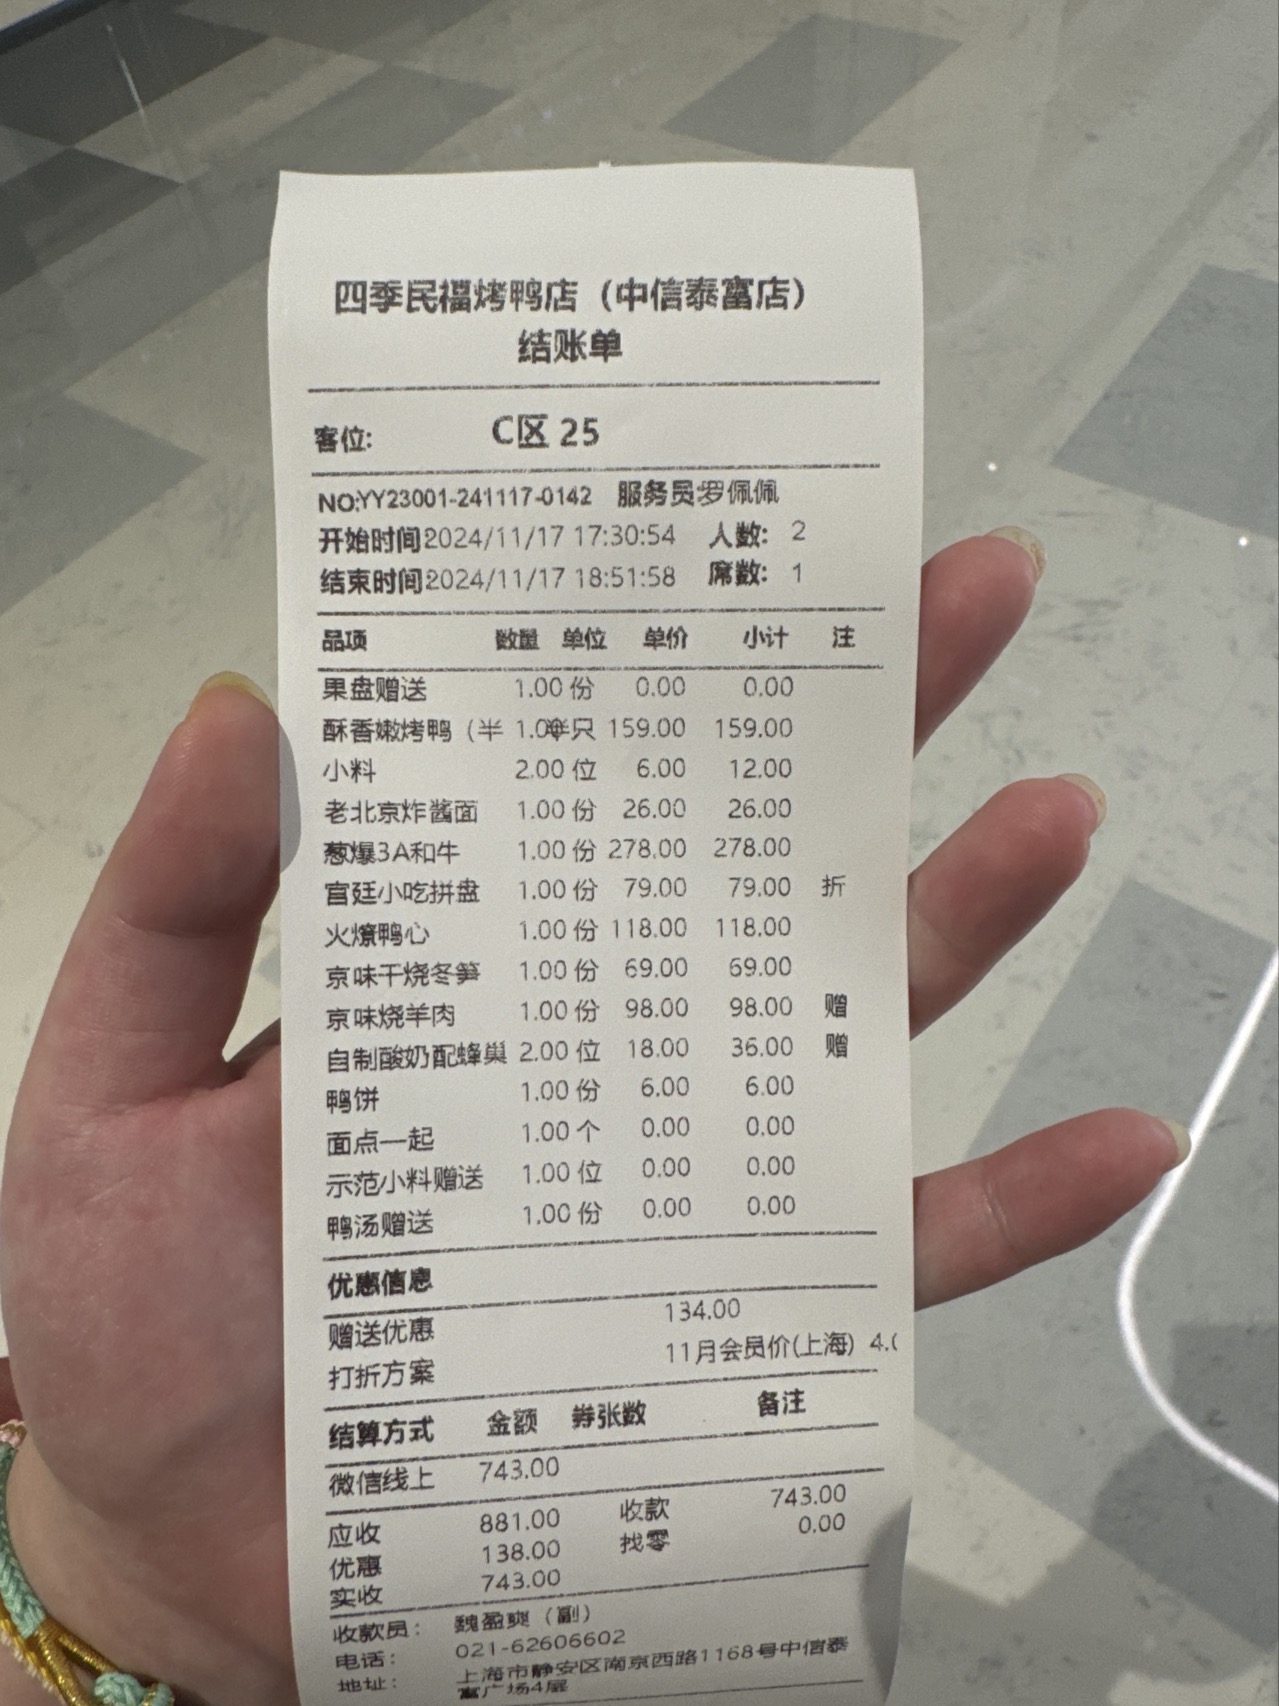 四季民福烤鸭店（中信泰富店）
结账单
客位: C区 25
NO:YY23001-241117-0142 服务员罗佩佩
开始时间2024/11/17 17:30:54 人数: 2
结束时间2024/11/17 18:51:58 席数: 1
品项 数量 单位 单价 小计 注
果盘赠送 1.00 份 0.00 0.00
酥香嫩烤鸭（半 1.00半只 159.00 159.00
小料 2.00 位 6.00 12.00
老北京炸酱面 1.00 份 26.00 26.00
葱爆3A和牛 1.00 份 278.00 278.00
宫廷小吃拼盘 1.00 份 79.00 79.00 折
火燎鸭心 1.00 份 118.00 118.00
京味干烧冬笋 1.00 份 69.00 69.00
京味烧羊肉 1.00 份 98.00 98.00 赠
自制酸奶配蜂巢 2.00 位 18.00 36.00 赠
鸭饼 1.00 份 6.00 6.00
面点一起 1.00 个 0.00 0.00
示范小料赠送 1.00 位 0.00 0.00
鸭汤赠送 1.00 份 0.00 0.00
优惠信息
赠送优惠 134.00
打折方案 11月会员价(上海) 4.0
结算方式 金额 券张数 备注
微信线上 743.00
应收 881.00 收款 743.00
优惠 138.00 找零 0.00
实收 743.00
收款员: 魏盈爽（副）
电话: 021-62606602
地址: 上海市静安区南京西路1168号中信泰
富广场4层